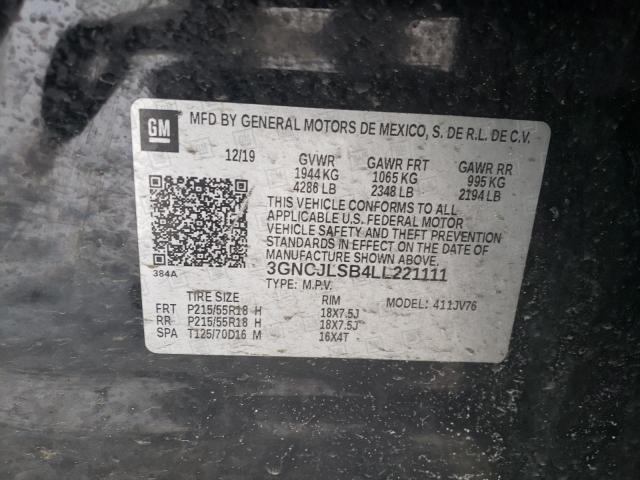 GM MFD BY GENERAL MOTORS DE MEXICO, S. DE R.L. DE C.V.
12/19 GVWR GAWR FRT GAWR RR
1944 KG 1065 KG 995 KG
4286 LB 2348 LB 2194 LB
THIS VEHICLE CONFORMS TO ALL
APPLICABLE U.S. FEDERAL MOTOR
VEHICLE SAFETY AND THEFT
PREVENTION STANDARDS IN
EFFECT ON THE DATE OF
MANUFACTURE SHOWN ABOVE.
384A 3GNCJLSB4LL221111
TYPE: M.P.V.
TIRE SIZE RIM MODEL: 411JV76
FRT P215/55R18 H 18X7.5J
RR P215/55R18 H 18X7.5J
SPA T125/70D16 M 16X4T